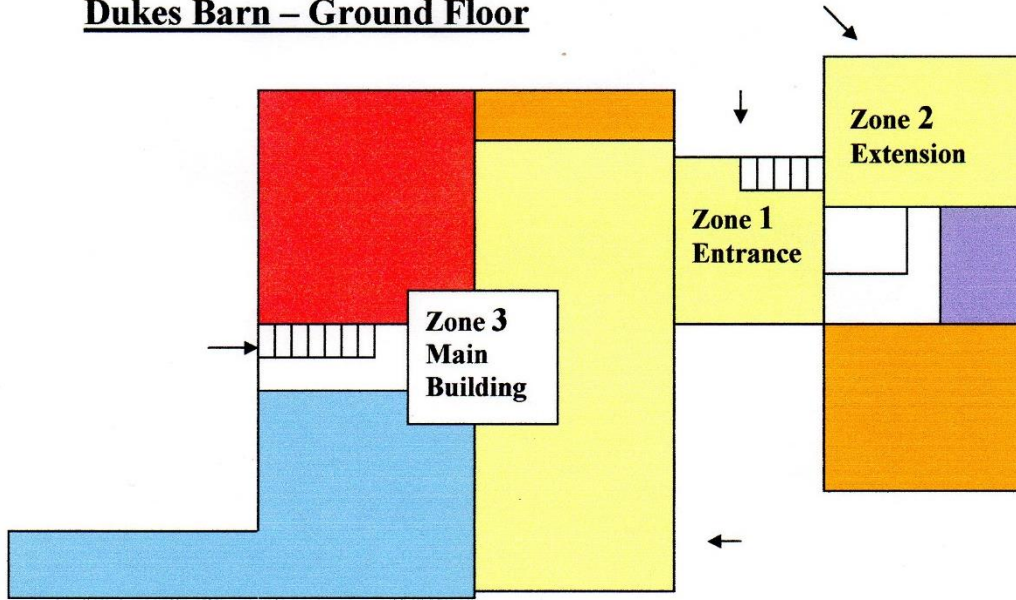 Dukes Barn – Ground Floor
Zone 2
Extension
Zone 1
Entrance
Zone 3
Main
Building